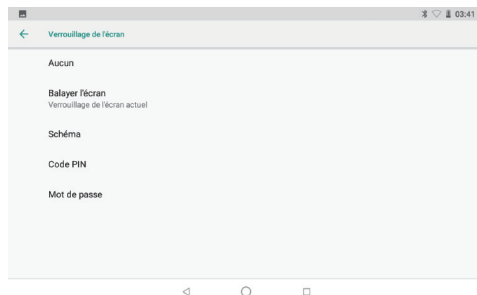 03:41
Verrouillage de l'écran
Aucun
Balayer l'écran
Verrouillage de l'écran actuel
Schéma
Code PIN
Mot de passe